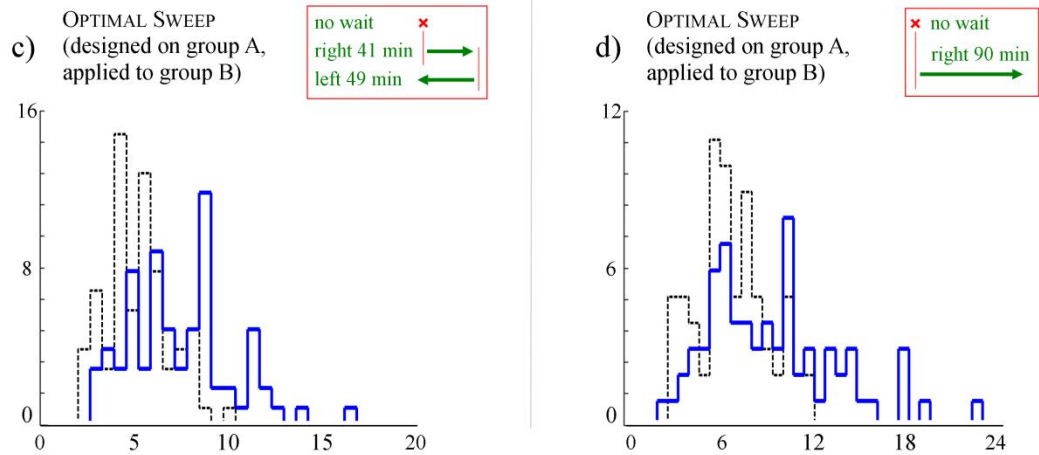 c)
OPTIMAL SWEEP
(designed on group A,
applied to group B)
no wait
right 41 min
left 49 min
16
8
0
0
5
10
15
20
d)
OPTIMAL SWEEP
(designed on group A,
applied to group B)
no wait
right 90 min
12
6
0
0
6
12
18
24